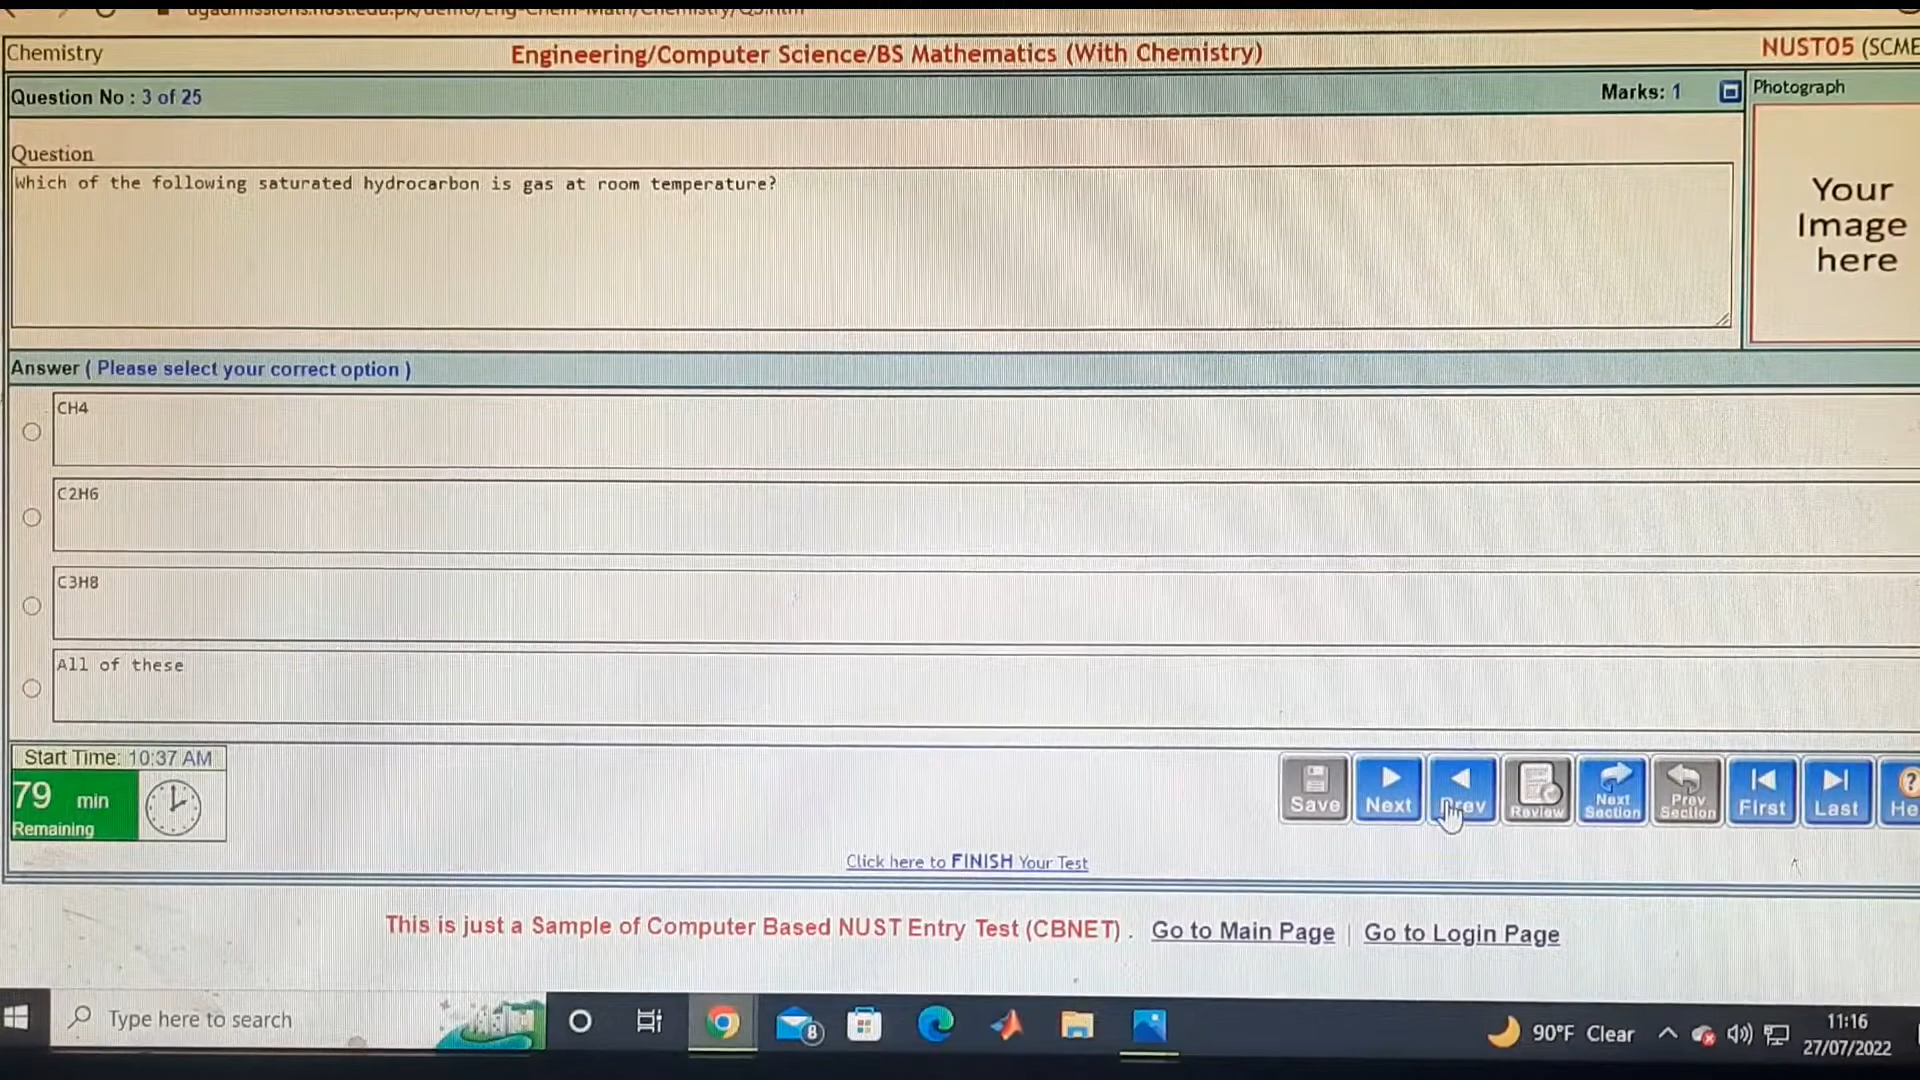 Chemistry
Engineering/Computer Science/BS Mathematics (With Chemistry)
NUST05 (SCME
Question No : 3 of 25
Marks: 1
Photograph
Question
Which of the following saturated hydrocarbon is gas at room temperature?
Your
Image
here
Answer ( Please select your correct option )
CH4
C2H6
C3H8
All of these
Start Time: 10:37 AM
79 min
Remaining
Save
Next
Prev
Review
Next
Section
Prev
Section
First
Last
He
Click here to FINISH Your Test
This is just a Sample of Computer Based NUST Entry Test (CBNET) . Go to Main Page | Go to Login Page
Type here to search
8
90°F Clear
11:16
27/07/2022